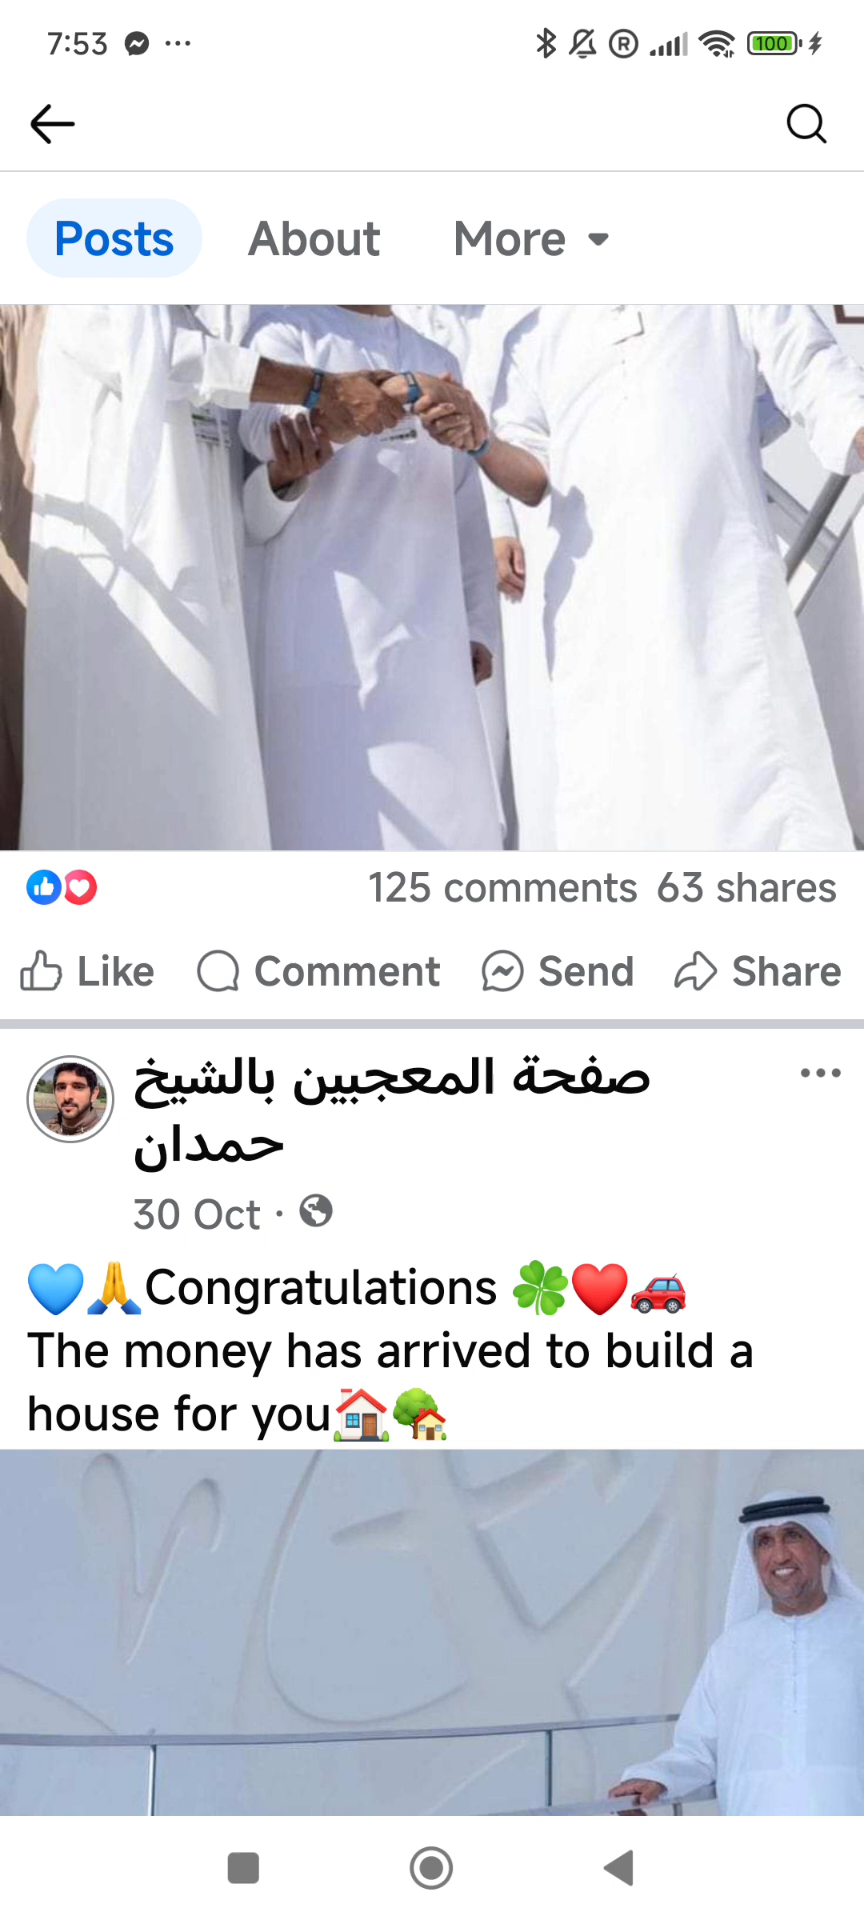 7:53
100
Posts About More
125 comments 63 shares
Like Comment Send Share
صفحة المعجبين بالشيخ
حمدان
30 Oct ·
💙🙏Congratulations 🍀❤️🚗
The money has arrived to build a
house for you🏠🏡